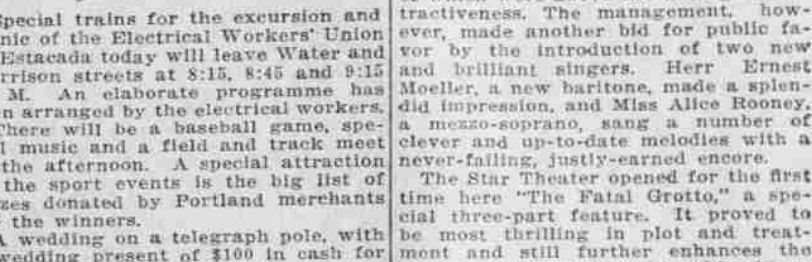 Special trains for the excursion and
nic of the Electrical Workers' Union
Estacada today will leave Water and
rrison streets at 8:15, 8:45 and 9:15
M. An elaborate programme has
en arranged by the electrical workers.
There will be a baseball game, spe-
l music and a field and track meet
the afternoon. A special attraction
the sport events is the big list of
zes donated by Portland merchants
the winners.
A wedding on a telegraph pole, with
wedding present of $100 in cash for
tractiveness. The management, how-
ever, made another bid for public fa-
vor by the introduction of two new
and brilliant singers. Herr Ernest
Moeller, a new baritone, made a splen-
did impression, and Miss Alice Rooney,
a mezzo-soprano, sang a number of
clever and up-to-date melodies with a
never-failing, justly-earned encore.
The Star Theater opened for the first
time here "The Fatal Grotto," a spe-
cial three-part feature. It proved to
be most thrilling in plot and treat-
ment and still further enhances the